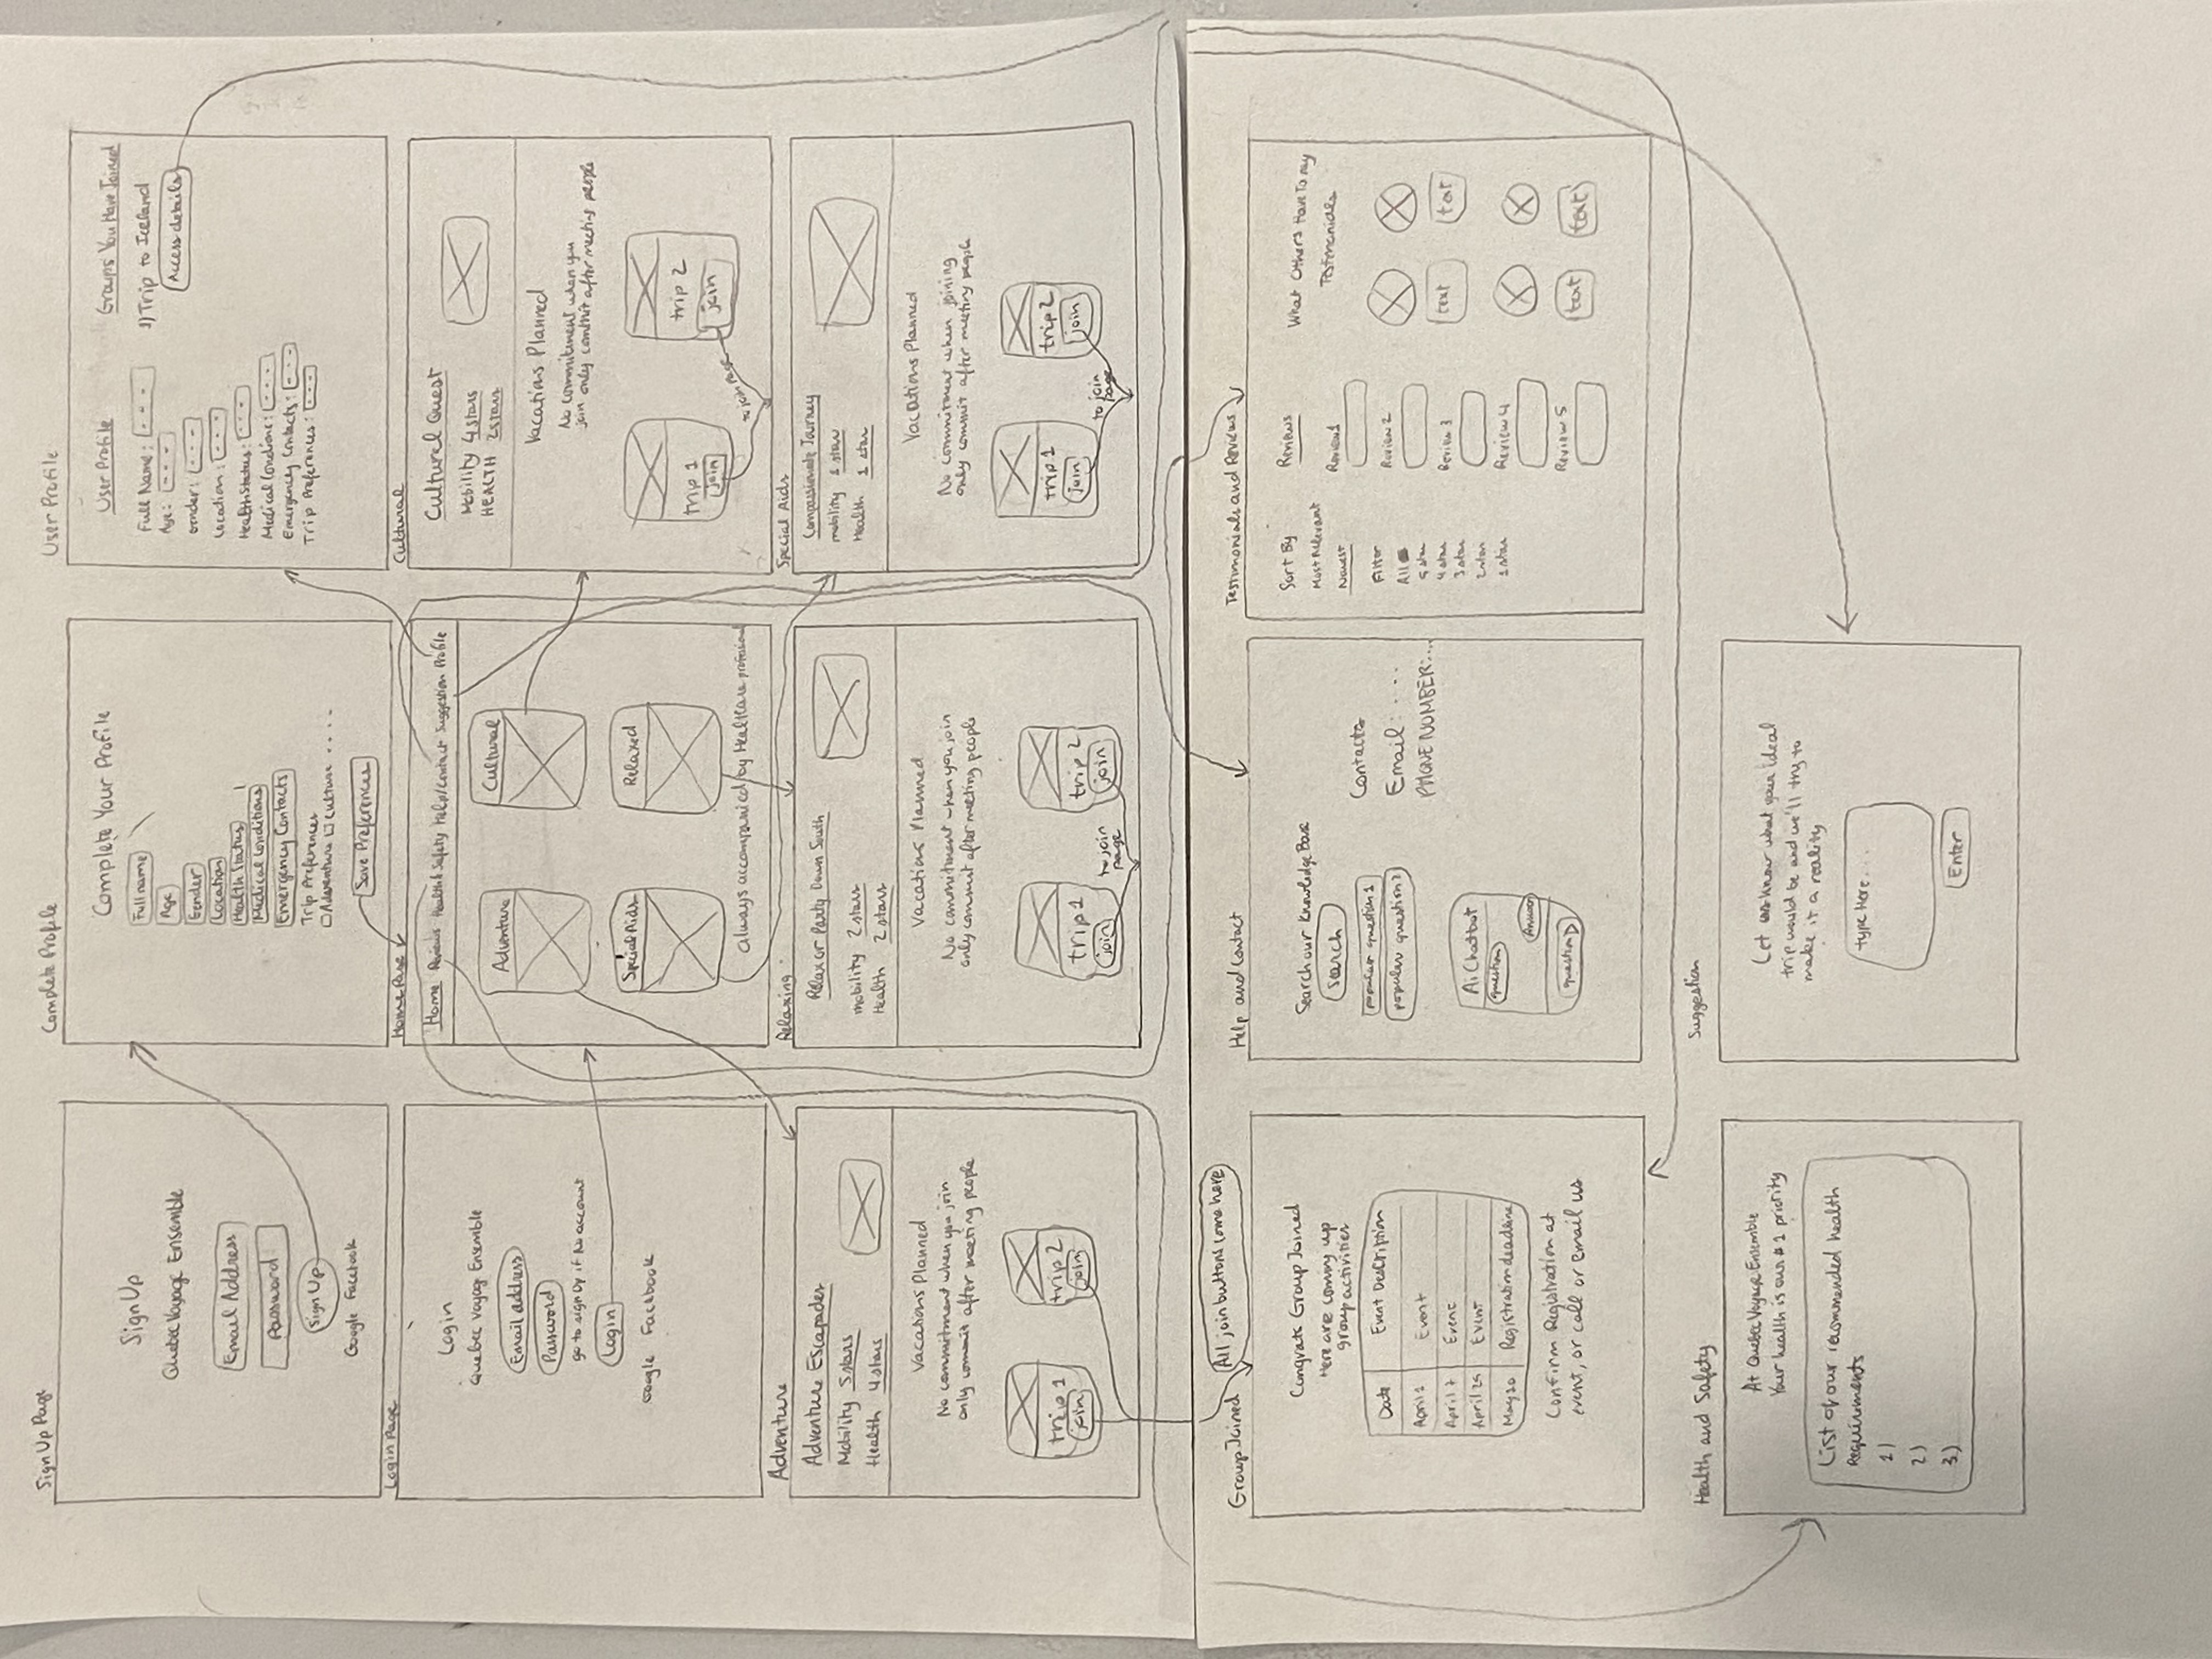 Sign Up Page
Sign Up
Quebec Voyage Ensemble
Email Address
Password
Sign Up
Google Facebook
Complete Profile
Complete Your Profile
Full name
Age
Gender
Location
Health Status
Medical Conditions
Emergency Contacts
Trip Preferences
Adventure Culture ....
Save Preferences
User Profile
User Profile
Full Name: - - -
Age: - - -
Gender: - - -
Location: - - -
Health Status: - - -
Medical Condions: - - -
Emergency Contacts: - - -
Trip Preferences: - - -
Groups You Have Joined
1) Trip to Iceland
Access details
Login Page
Login
Quebec Voyag Ensemble
Email address
Password
go to sign Up if No account
Login
Google Facebook
Home Page
Home Reviews Health & Safety Help/Contact Suggestion Profile
Adventure
Cultural
Special Aids
Relaxed
always accompanied by Healthcare professional
Cultural
Cultural Quest
Mobility 4 stars
HEALTH 2 stars
Vacations Planned
No commitment when you
join only commit after meeting people
trip 1
join
trip 2
join
to join page
Adventure
Adventure Escapades
Mobility 5 stars
Health 4 stars
Vacations Planned
No commitment when you join
only commit after meeting people
trip 1
join
trip 2
join
Relaxing
Relax or Party Down South
mobility 2 stars
Health 2 stars
Vacations Planned
No commitment when you join
only commit after meeting people
trip 1
join
trip 2
join
to join
page
Special Aids
Compassionate Journey
mobility 1 star
Health 1 star
Vacations Planned
No commitment when joining
only commit after meeting people
trip 1
join
trip 2
join
to join
page
Group Joined
All join buttons come here
Congrats Group Joined
Here are coming up
group activities
Date Event Description
April 1 Event
April 7 Event
April 29 Event
May 20 Registration deadline
Confirm Registration at
event, or call or email us
Help and Contact
Search our Knowledge Base
Search
popular question 1
popular question 2
Contacts
Email: ....
PHONE NUMBER:...
Ai Chatbot
question
Answer
question
Testimonials and Reviews
Sort By
Most Relevant
Newest
Filter
All
5 star
4 star
3 star
2 star
1 star
Reviews
Review 1
Review 2
Review 3
Review 4
Review 5
What Others Have To say
text
text
text
text
Health and Safety
At Quebec Voyage Ensemble
Your health is our #1 priority
List of our recommended health
Requirements
1)
2)
3)
Suggestion
Let us know what your ideal
trip would be and we'll try to
make it a reality
type Here...
Enter